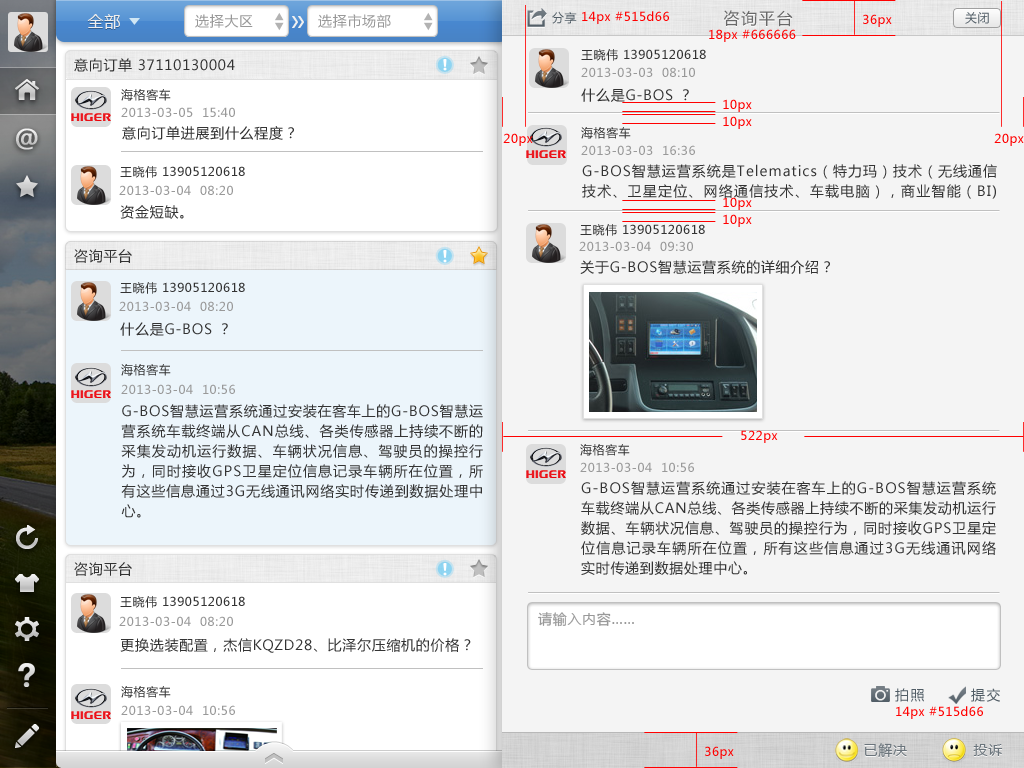 全部
选择大区
»
选择市场部
意向订单 37110130004
HIGER
海格客车
2013-03-05 15:40
意向订单进展到什么程度？
王晓伟 13905120618
2013-03-04 08:20
资金短缺。
咨询平台
王晓伟 13905120618
2013-03-04 08:20
什么是G-BOS ？
HIGER
海格客车
2013-03-04 10:56
G-BOS智慧运营系统通过安装在客车上的G-BOS智慧运
营系统车载终端从CAN总线、各类传感器上持续不断的
采集发动机运行数据、车辆状况信息、驾驶员的操控行
为，同时接收GPS卫星定位信息记录车辆所在位置，所
有这些信息通过3G无线通讯网络实时传递到数据处理中
心。
咨询平台
王晓伟 13905120618
2013-03-04 08:20
更换选装配置，杰信KQZD28、比泽尔压缩机的价格？
HIGER
海格客车
2013-03-04 10:56
分享 14px #515d66
咨询平台
18px #666666
36px
关闭
王晓伟 13905120618
2013-03-03 08:10
什么是G-BOS ？
10px
10px
20px
20px
HIGER
海格客车
2013-03-03 16:36
G-BOS智慧运营系统是Telematics（特力玛）技术（无线通信
技术、卫星定位、网络通信技术、车载电脑），商业智能（BI)
10px
10px
王晓伟 13905120618
2013-03-04 09:30
关于G-BOS智慧运营系统的详细介绍？
522px
HIGER
海格客车
2013-03-04 10:56
G-BOS智慧运营系统通过安装在客车上的G-BOS智慧运营系统
车载终端从CAN总线、各类传感器上持续不断的采集发动机运行
数据、车辆状况信息、驾驶员的操控行为，同时接收GPS卫星定
位信息记录车辆所在位置，所有这些信息通过3G无线通讯网络
实时传递到数据处理中心。
请输入内容......
拍照
提交
14px #515d66
36px
已解决
投诉